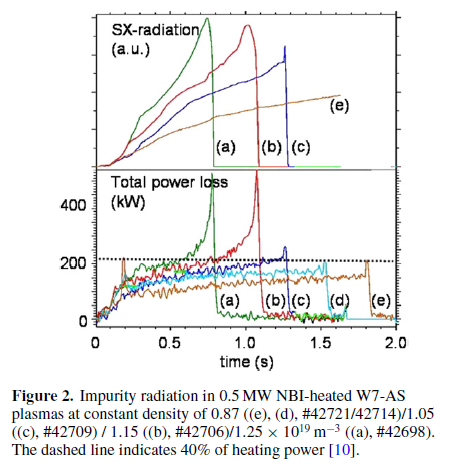 SX-radiation
(a.u.)
(e)
(a)
(b)
(c)
Total power loss
(kW)
400
200
0
(a)
(b)
(c)
(d)
(e)
0
0.5
1.0
1.5
2.0
time (s)
Figure 2. Impurity radiation in 0.5 MW NBI-heated W7-AS
plasmas at constant density of 0.87 ((e), (d), #42721/42714)/1.05
((c), #42709) / 1.15 ((b), #42706)/1.25 × 10¹⁹ m⁻³ ((a), #42698).
The dashed line indicates 40% of heating power [10].